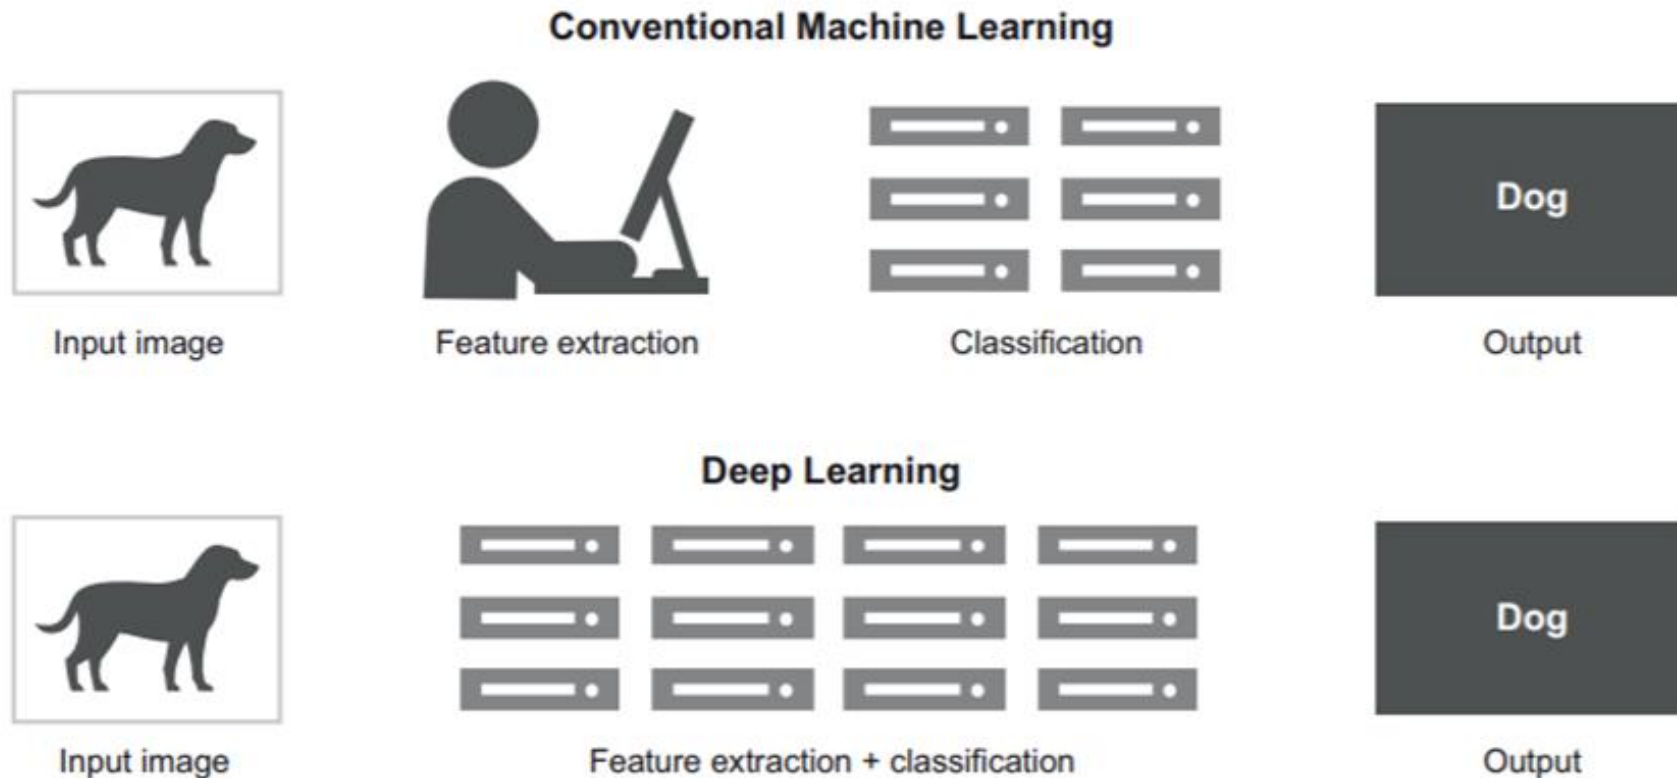 Conventional Machine Learning
Dog
Input image
Feature extraction
Classification
Output
Deep Learning
Dog
Input image
Feature extraction + classification
Output